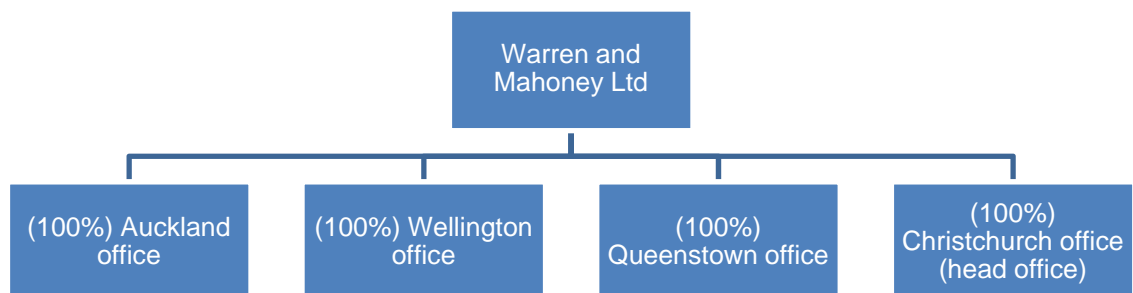 Warren and
Mahoney Ltd
(100%) Auckland
office
(100%) Wellington
office
(100%)
Queenstown office
(100%)
Christchurch office
(head office)